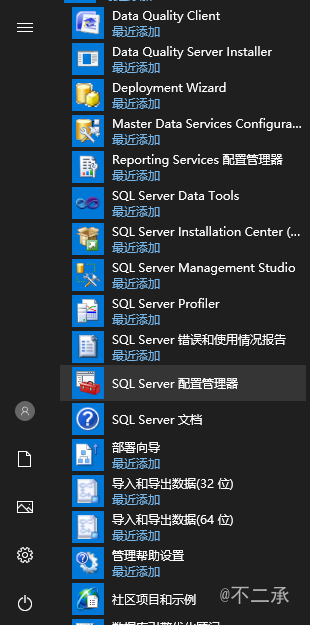 Data Quality Client
最近添加
Data Quality Server Installer
最近添加
Deployment Wizard
最近添加
Master Data Services Configura...
最近添加
Reporting Services 配置管理器
最近添加
SQL Server Data Tools
最近添加
SQL Server Installation Center (...
最近添加
SQL Server Management Studio
最近添加
SQL Server Profiler
最近添加
SQL Server 错误和使用情况报告
最近添加
SQL Server 配置管理器
SQL Server 文档
部署向导
最近添加
导入和导出数据(32 位)
最近添加
导入和导出数据(64 位)
最近添加
管理帮助设置
最近添加
社区项目和示例
@不二承